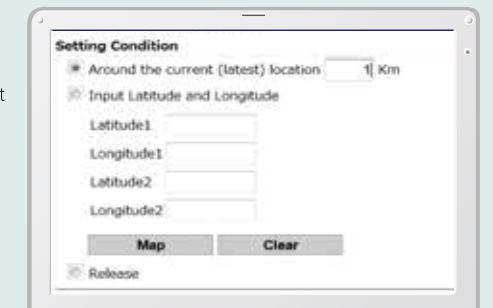 Setting Condition
Around the current (latest) location 1 Km
Input Latitude and Longitude
Latitude1
Longitude1
Latitude2
Longitude2
Map Clear
Release